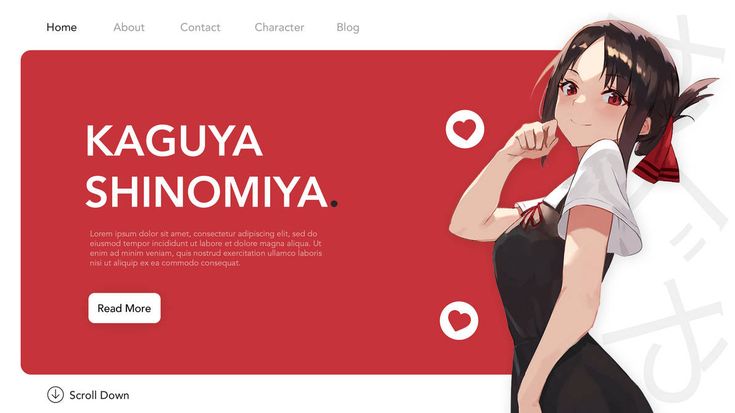 Home About Contact Character Blog
KAGUYA
SHINOMIYA.
Lorem ipsum dolor sit amet, consectetur adipiscing elit, sed do
eiusmod tempor incididunt ut labore et dolore magna aliqua. Ut
enim ad minim veniam, quis nostrud exercitation ullamco laboris
nisi ut aliquip ex ea commodo consequat.
Read More
Scroll Down